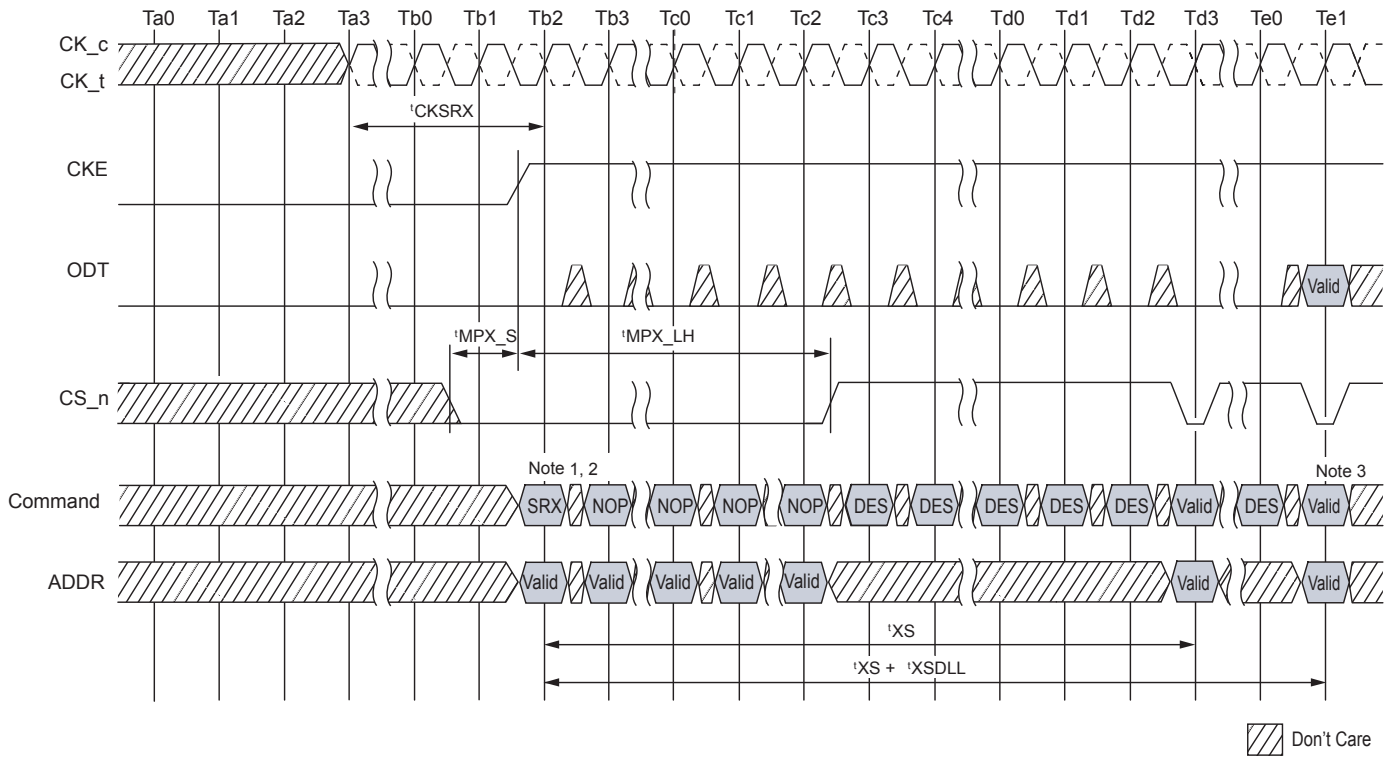 Ta0 Ta1 Ta2 Ta3 Tb0 Tb1 Tb2 Tb3 Tc0 Tc1 Tc2 Tc3 Tc4 Td0 Td1 Td2 Td3 Te0 Te1
CK_c
CK_t
tCKSRX
CKE
ODT
Valid
tMPX_S tMPX_LH
CS_n
Note 1, 2 Note 3
Command SRX NOP NOP NOP NOP DES DES DES DES DES Valid DES Valid
ADDR Valid Valid Valid Valid Valid Valid Valid
tXS
tXS + tXSDLL
Don't Care